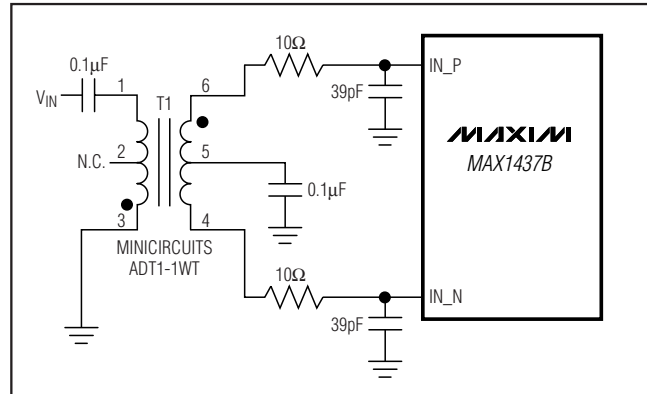 0.1µF
V_IN
1
2
3
N.C.
T1
6
5
4
MINICIRCUITS
ADT1-1WT
10Ω
39pF
0.1µF
10Ω
39pF
IN_P
MAXIM
MAX1437B
IN_N